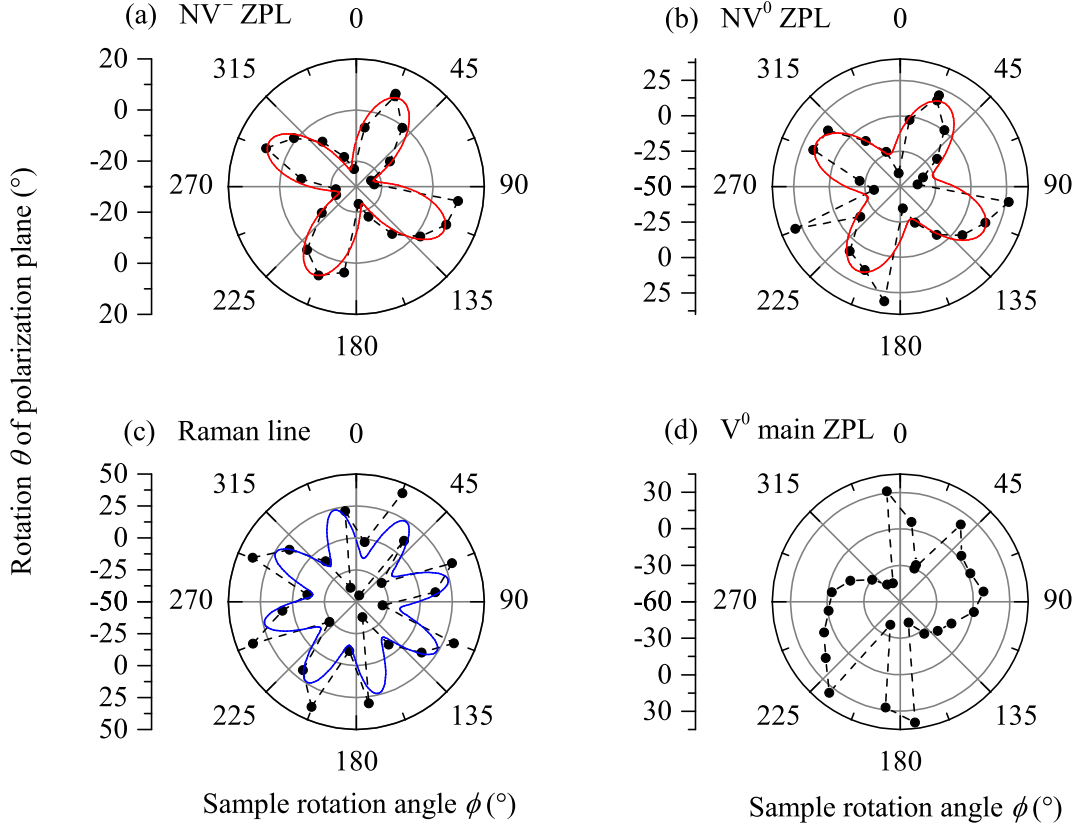 (a) NV⁻ ZPL 0
(b) NV⁰ ZPL 0
20 315 45
0
-20
270 90
-20
0
225 135
20
180
25 315 45
0
-25
-50 270 90
-25
0
25 225 135
180
Rotation θ of polarization plane (°)
(c) Raman line 0
(d) V⁰ main ZPL 0
50 315 45
25
0
-25
-50 270 90
-25
0
25 225 135
50
180
30 315 45
0
-30
-60 270 90
-30
0
30 225 135
180
Sample rotation angle ϕ (°)
Sample rotation angle ϕ (°)